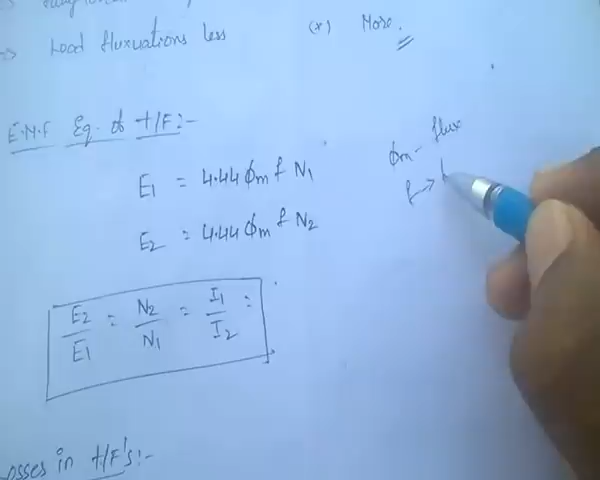 => Load fluxuations less
(x) More.
E.M.F Eq. of t/F:-
E1 = 4.44 ϕm f N1
E2 = 4.44 ϕm f N2
E2/E1 = N2/N1 = I1/I2 =
ϕm - flux
f →
Losses in t/F's:-